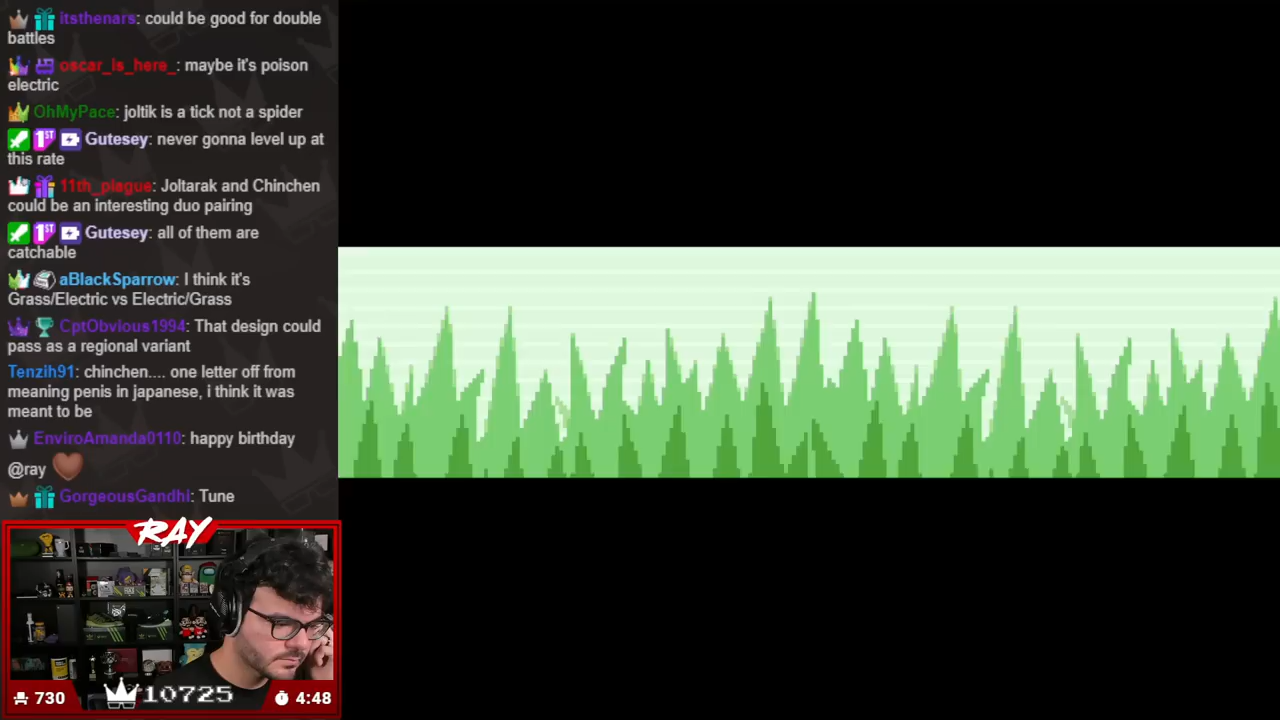 itsthenars: could be good for double
battles
oscar_is_here_: maybe it's poison
electric
OhMyPace: joltik is a tick not a spider
1ST Gutesey: never gonna level up at
this rate
11th_plague: Joltarak and Chinchen
could be an interesting duo pairing
1ST Gutesey: all of them are
catchable
aBlackSparrow: I think it's
Grass/Electric vs Electric/Grass
CptObvious1994: That design could
pass as a regional variant
Tenzih91: chinchen.... one letter off from
meaning penis in japanese, i think it was
meant to be
EnviroAmanda0110: happy birthday
@ray
GorgeousGandhi: Tune
RAY
730 10725 4:48